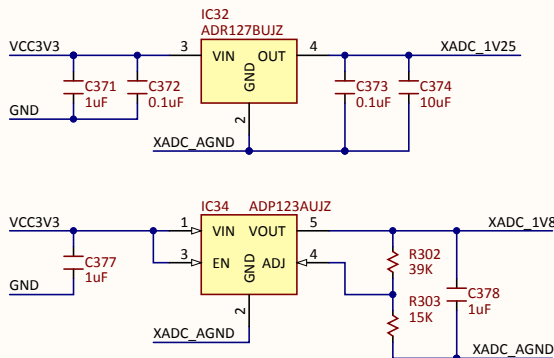 IC32
ADR127BUJZ
VCC3V3 3 VIN OUT 4 XADC_1V25
GND
C371
1uF
C372
0.1uF
C373
0.1uF
C374
10uF
GND
2
XADC_AGND
IC34 ADP123AUJZ
VCC3V3 1 VIN VOUT 5 XADC_1V8
3 EN ADJ 4
GND
C377
1uF
R302
39K
R303
15K
C378
1uF
GND
2
XADC_AGND
XADC_AGND